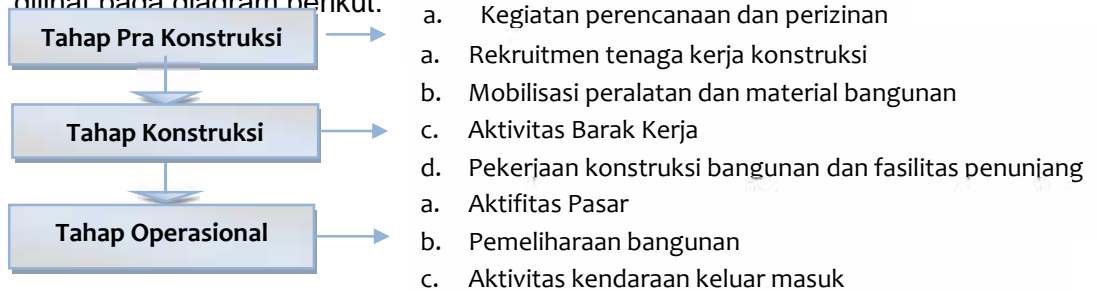 dilihat pada diagram berikut.
Tahap Pra Konstruksi
a. Kegiatan perencanaan dan perizinan
Tahap Konstruksi
a. Rekruitmen tenaga kerja konstruksi
b. Mobilisasi peralatan dan material bangunan
c. Aktivitas Barak Kerja
d. Pekerjaan konstruksi bangunan dan fasilitas penunjang
Tahap Operasional
a. Aktifitas Pasar
b. Pemeliharaan bangunan
c. Aktivitas kendaraan keluar masuk